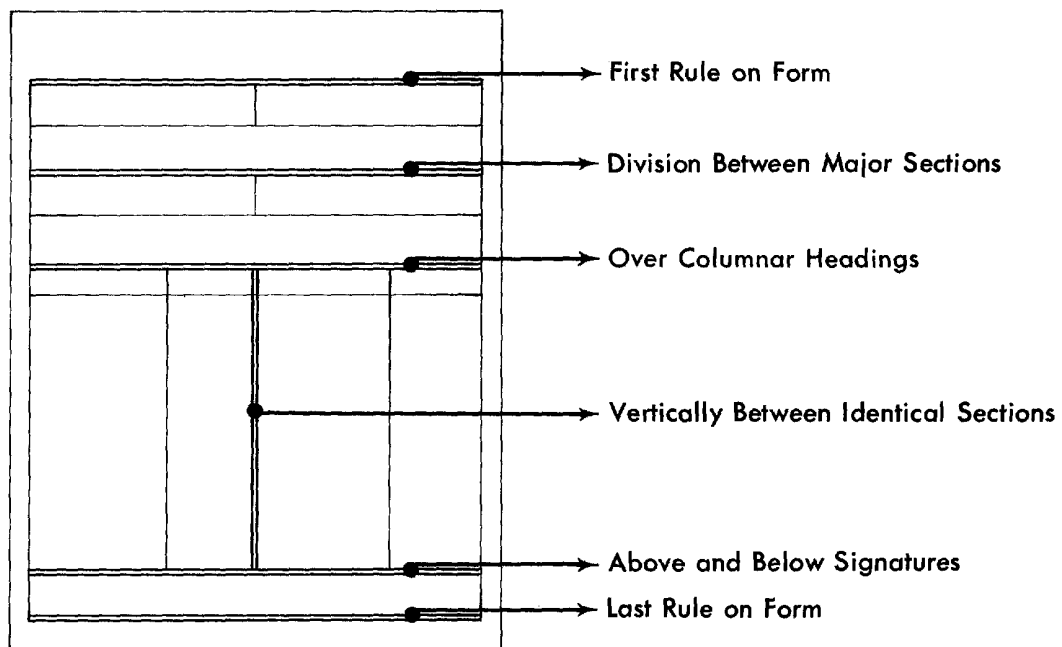 First Rule on Form
Division Between Major Sections
Over Columnar Headings
Vertically Between Identical Sections
Above and Below Signatures
Last Rule on Form